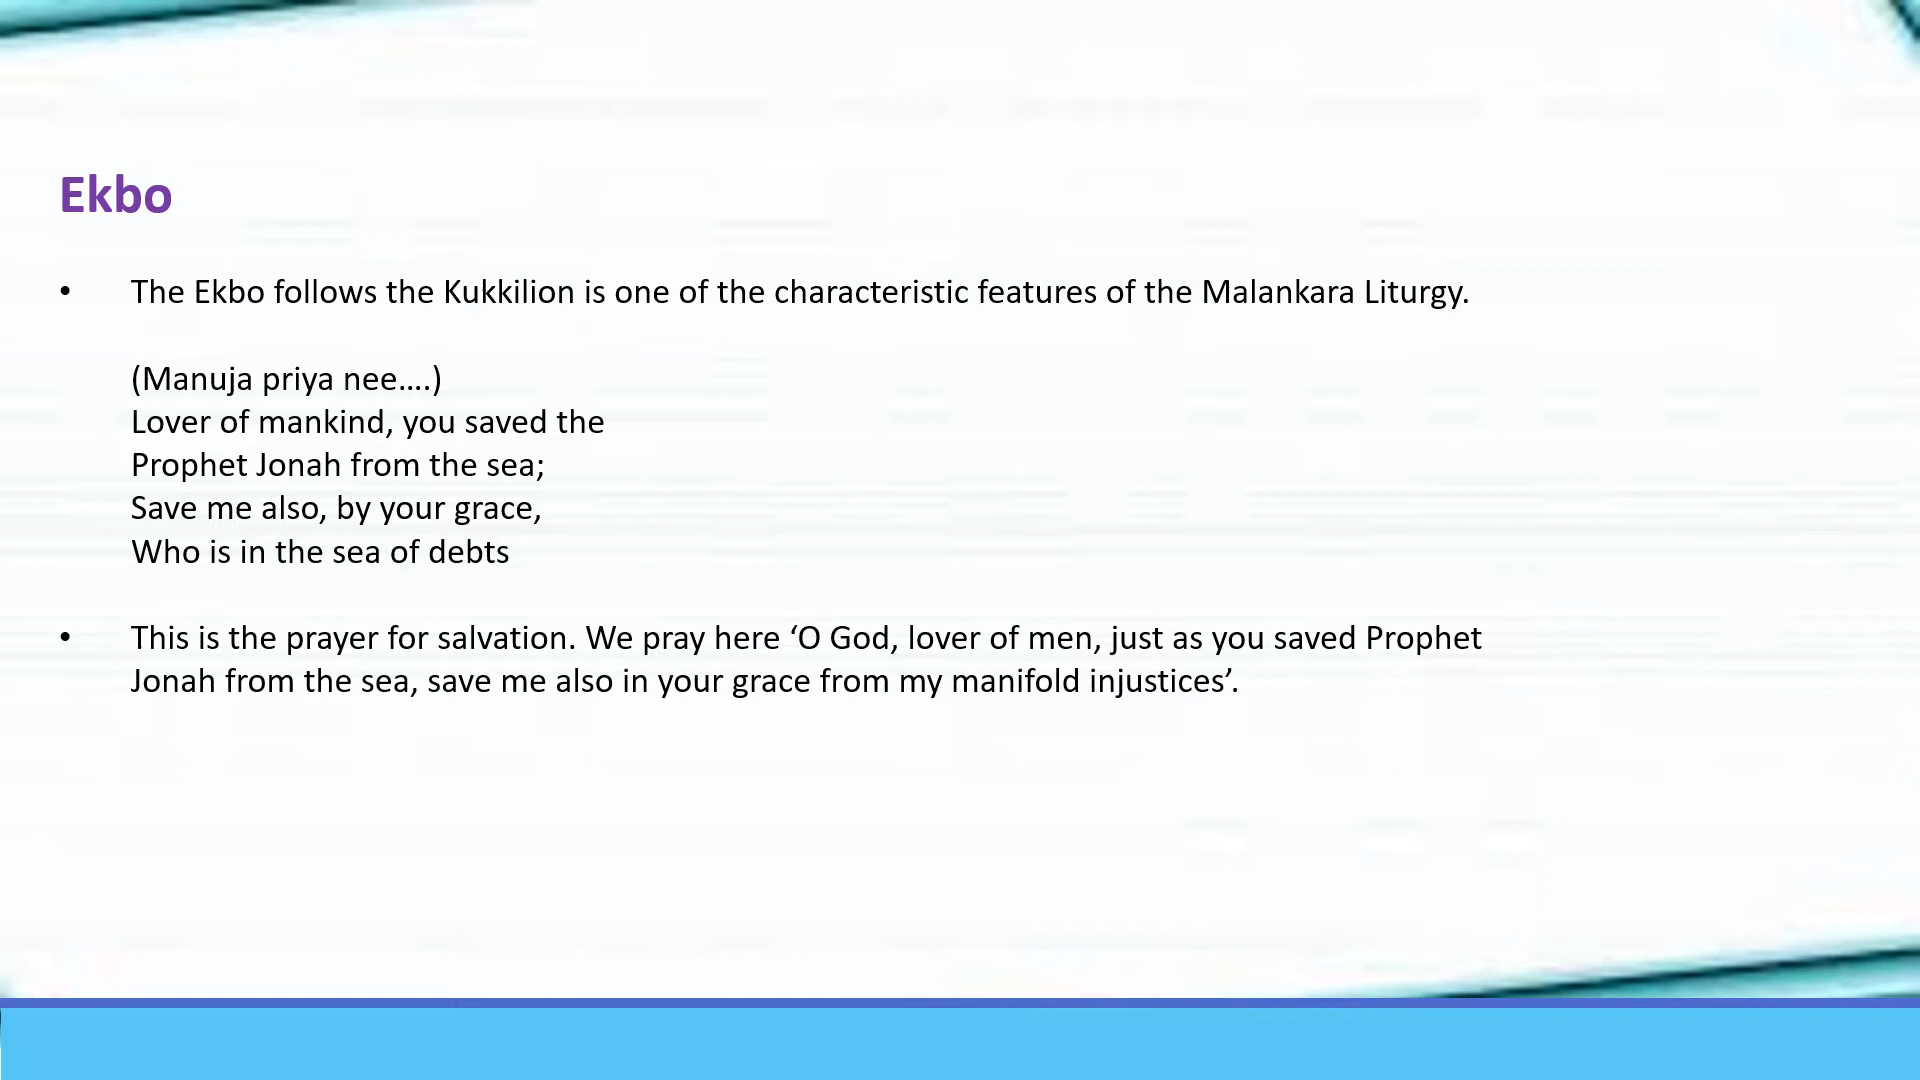 Ekbo
• The Ekbo follows the Kukkilion is one of the characteristic features of the Malankara Liturgy.
(Manuja priya nee....)
Lover of mankind, you saved the
Prophet Jonah from the sea;
Save me also, by your grace,
Who is in the sea of debts
• This is the prayer for salvation. We pray here ‘O God, lover of men, just as you saved Prophet
Jonah from the sea, save me also in your grace from my manifold injustices’.